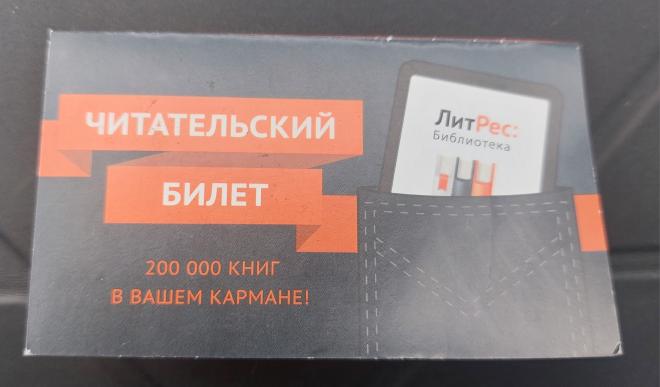 ЧИТАТЕЛЬСКИЙ
БИЛЕТ
200 000 КНИГ
В ВАШЕМ КАРМАНЕ!
ЛитРес:
Библиотека